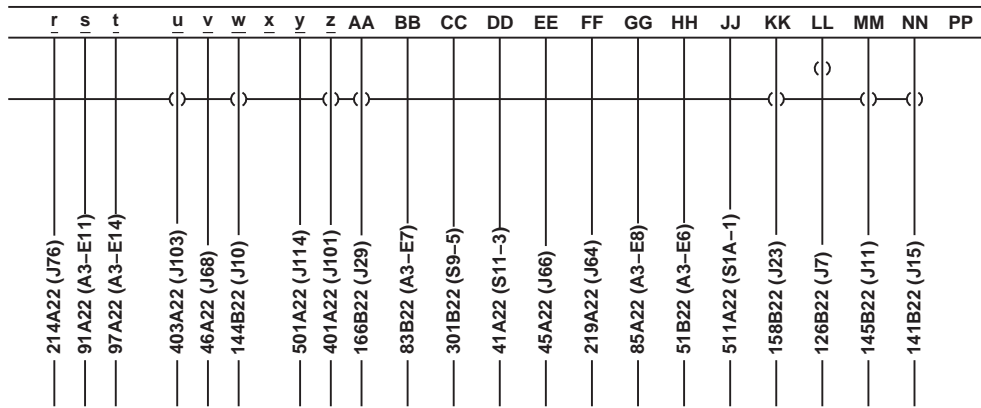 r s t u v w x y z AA BB CC DD EE FF GG HH JJ KK LL MM NN PP
214A22 (J76)
91A22 (A3–E11)
97A22 (A3–E14)
403A22 (J103)
46A22 (J68)
144B22 (J10)
501A22 (J114)
401A22 (J101)
166B22 (J29)
83B22 (A3–E7)
301B22 (S9–5)
41A22 (S11–3)
45A22 (J66)
219A22 (J64)
85A22 (A3–E8)
51B22 (A3–E6)
511A22 (S1A–1)
158B22 (J23)
126B22 (J7)
145B22 (J11)
141B22 (J15)